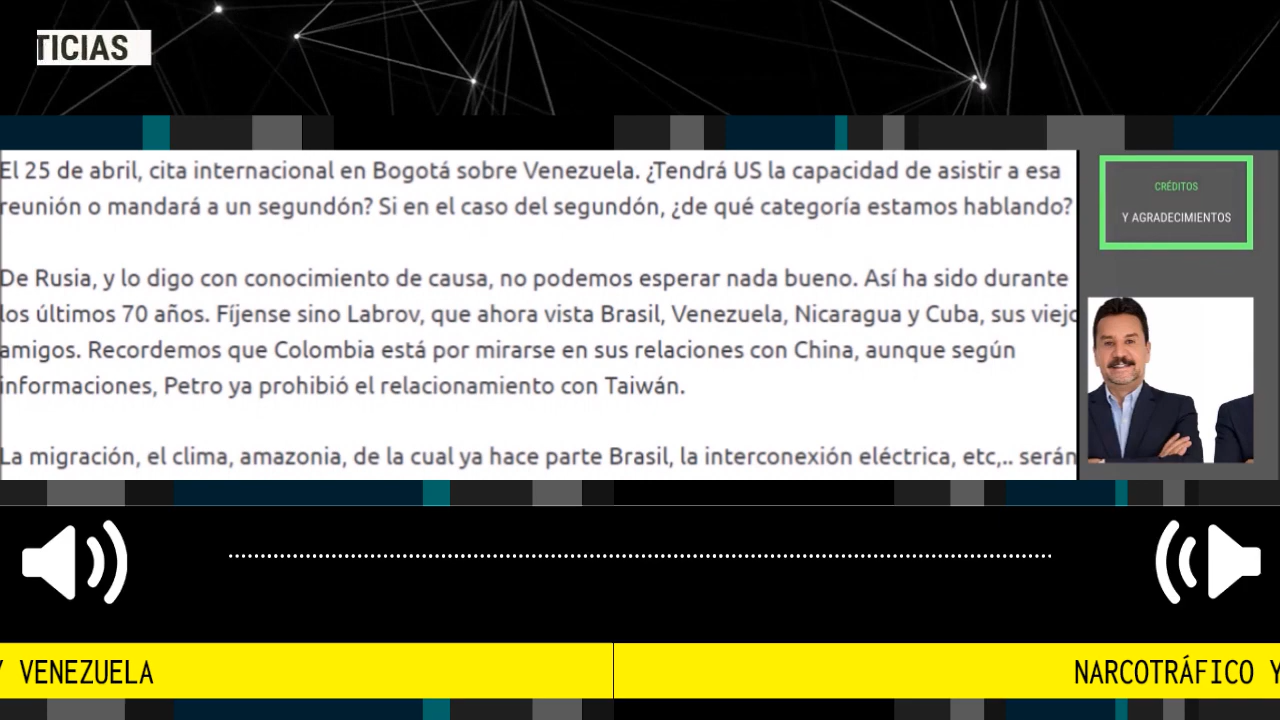 TICIAS
El 25 de abril, cita internacional en Bogotá sobre Venezuela. ¿Tendrá US la capacidad de asistir a esa
reunión o mandará a un segundón? Si en el caso del segundón, ¿de qué categoría estamos hablando?
De Rusia, y lo digo con conocimiento de causa, no podemos esperar nada bueno. Así ha sido durante
los últimos 70 años. Fíjense sino Labrov, que ahora vista Brasil, Venezuela, Nicaragua y Cuba, sus viejo
amigos. Recordemos que Colombia está por mirarse en sus relaciones con China, aunque según
informaciones, Petro ya prohibió el relacionamiento con Taiwán.
La migración, el clima, amazonia, de la cual ya hace parte Brasil, la interconexión eléctrica, etc,.. serán
CRÉDITOS
Y AGRADECIMIENTOS
Y VENEZUELA
NARCOTRÁFICO Y